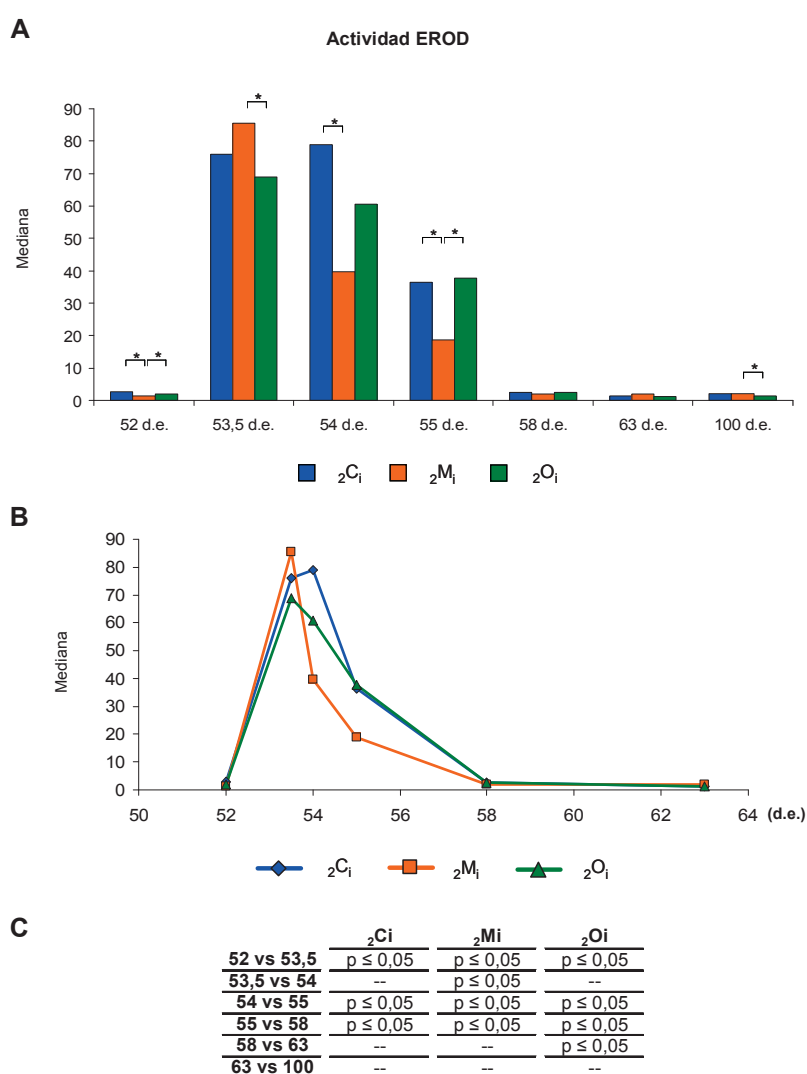 A
Actividad EROD
Mediana
90
80
70
60
50
40
30
20
10
0
* * * * * * *
52 d.e. 53,5 d.e. 54 d.e. 55 d.e. 58 d.e. 63 d.e. 100 d.e.
₂Cᵢ ₂Mᵢ ₂Oᵢ
B
Mediana
90
80
70
60
50
40
30
20
10
0
50 52 54 56 58 60 62 64 (d.e.)
₂Cᵢ ₂Mᵢ ₂Oᵢ
C
₂Ci ₂Mi ₂Oi
52 vs 53,5 p ≤ 0,05 p ≤ 0,05 p ≤ 0,05
53,5 vs 54 -- p ≤ 0,05 --
54 vs 55 p ≤ 0,05 p ≤ 0,05 p ≤ 0,05
55 vs 58 p ≤ 0,05 p ≤ 0,05 p ≤ 0,05
58 vs 63 -- -- p ≤ 0,05
63 vs 100 -- -- --